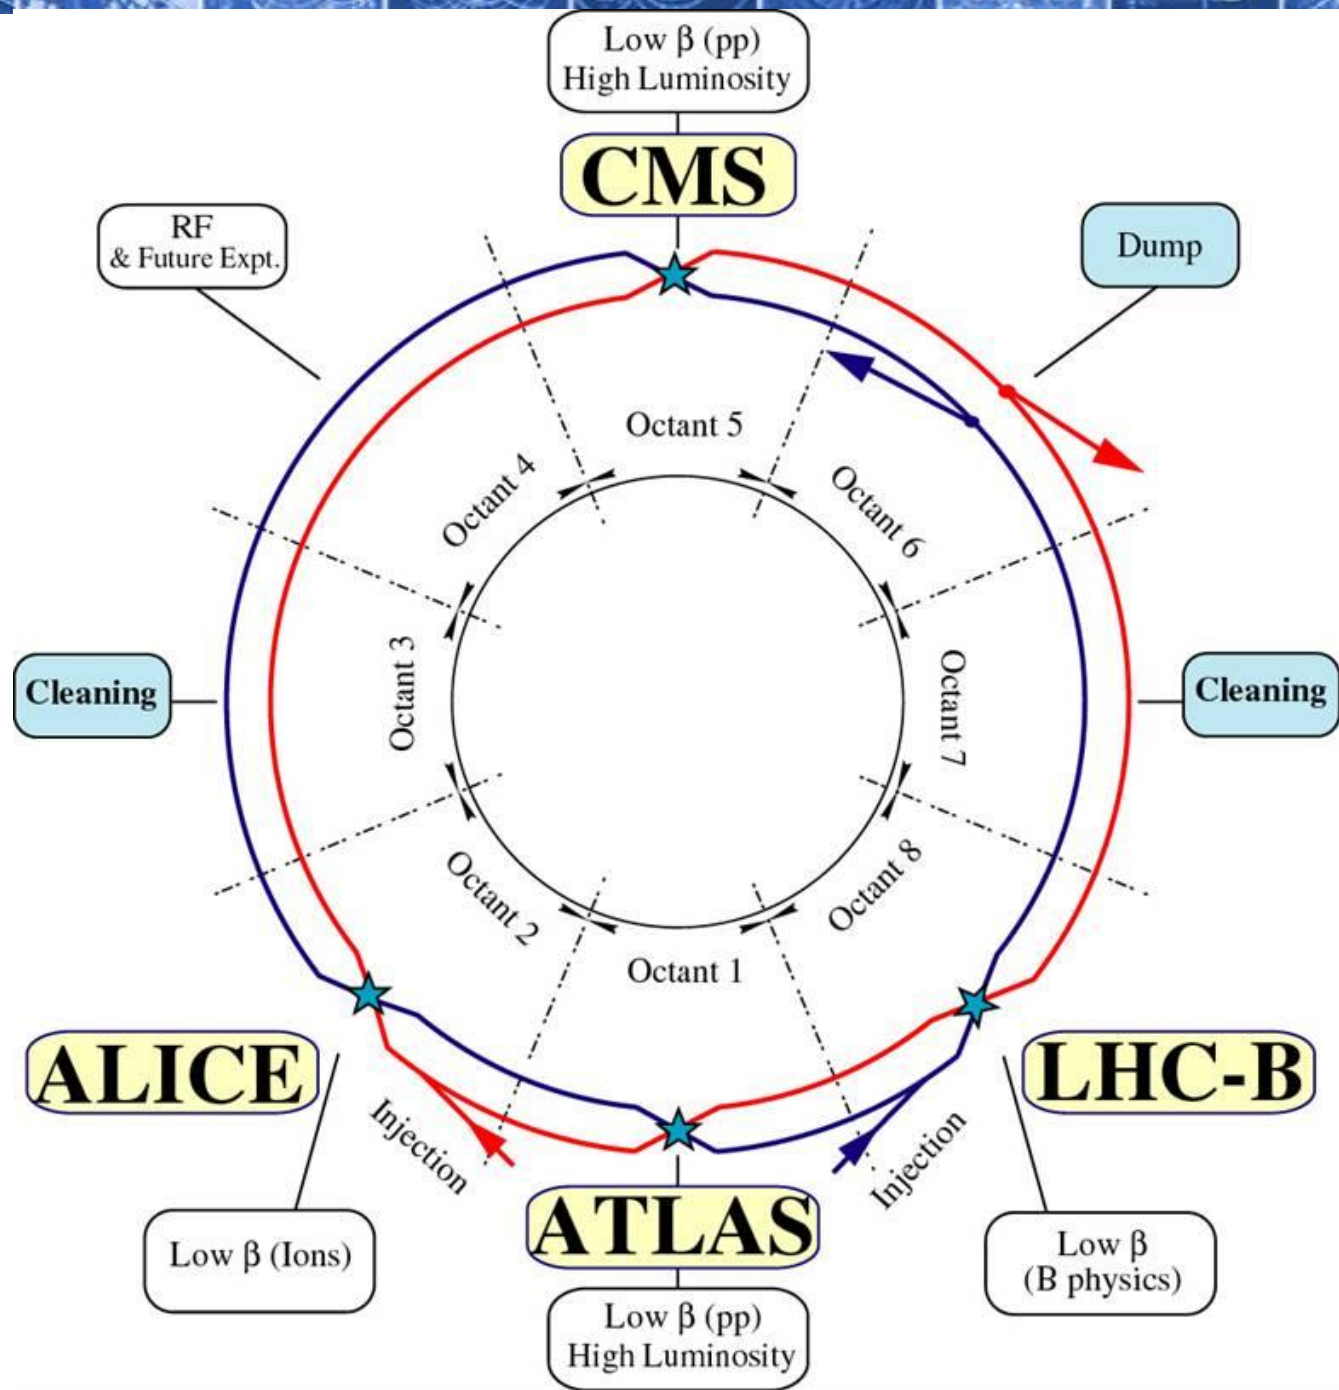 Low β (pp)
High Luminosity
CMS
RF
& Future Expt.
Dump
Octant 5
Octant 4
Octant 6
Octant 3
Octant 7
Cleaning
Cleaning
Octant 2
Octant 8
Octant 1
ALICE
LHC-B
Injection
Injection
ATLAS
Low β (Ions)
Low β
(B physics)
Low β (pp)
High Luminosity